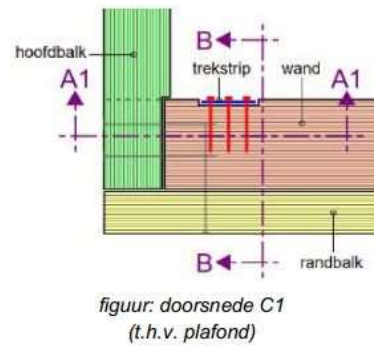 hoofdbalk
B
trekstrip
wand
A1
A1
B
randbalk
figuur: doorsnede C1
(t.h.v. plafond)